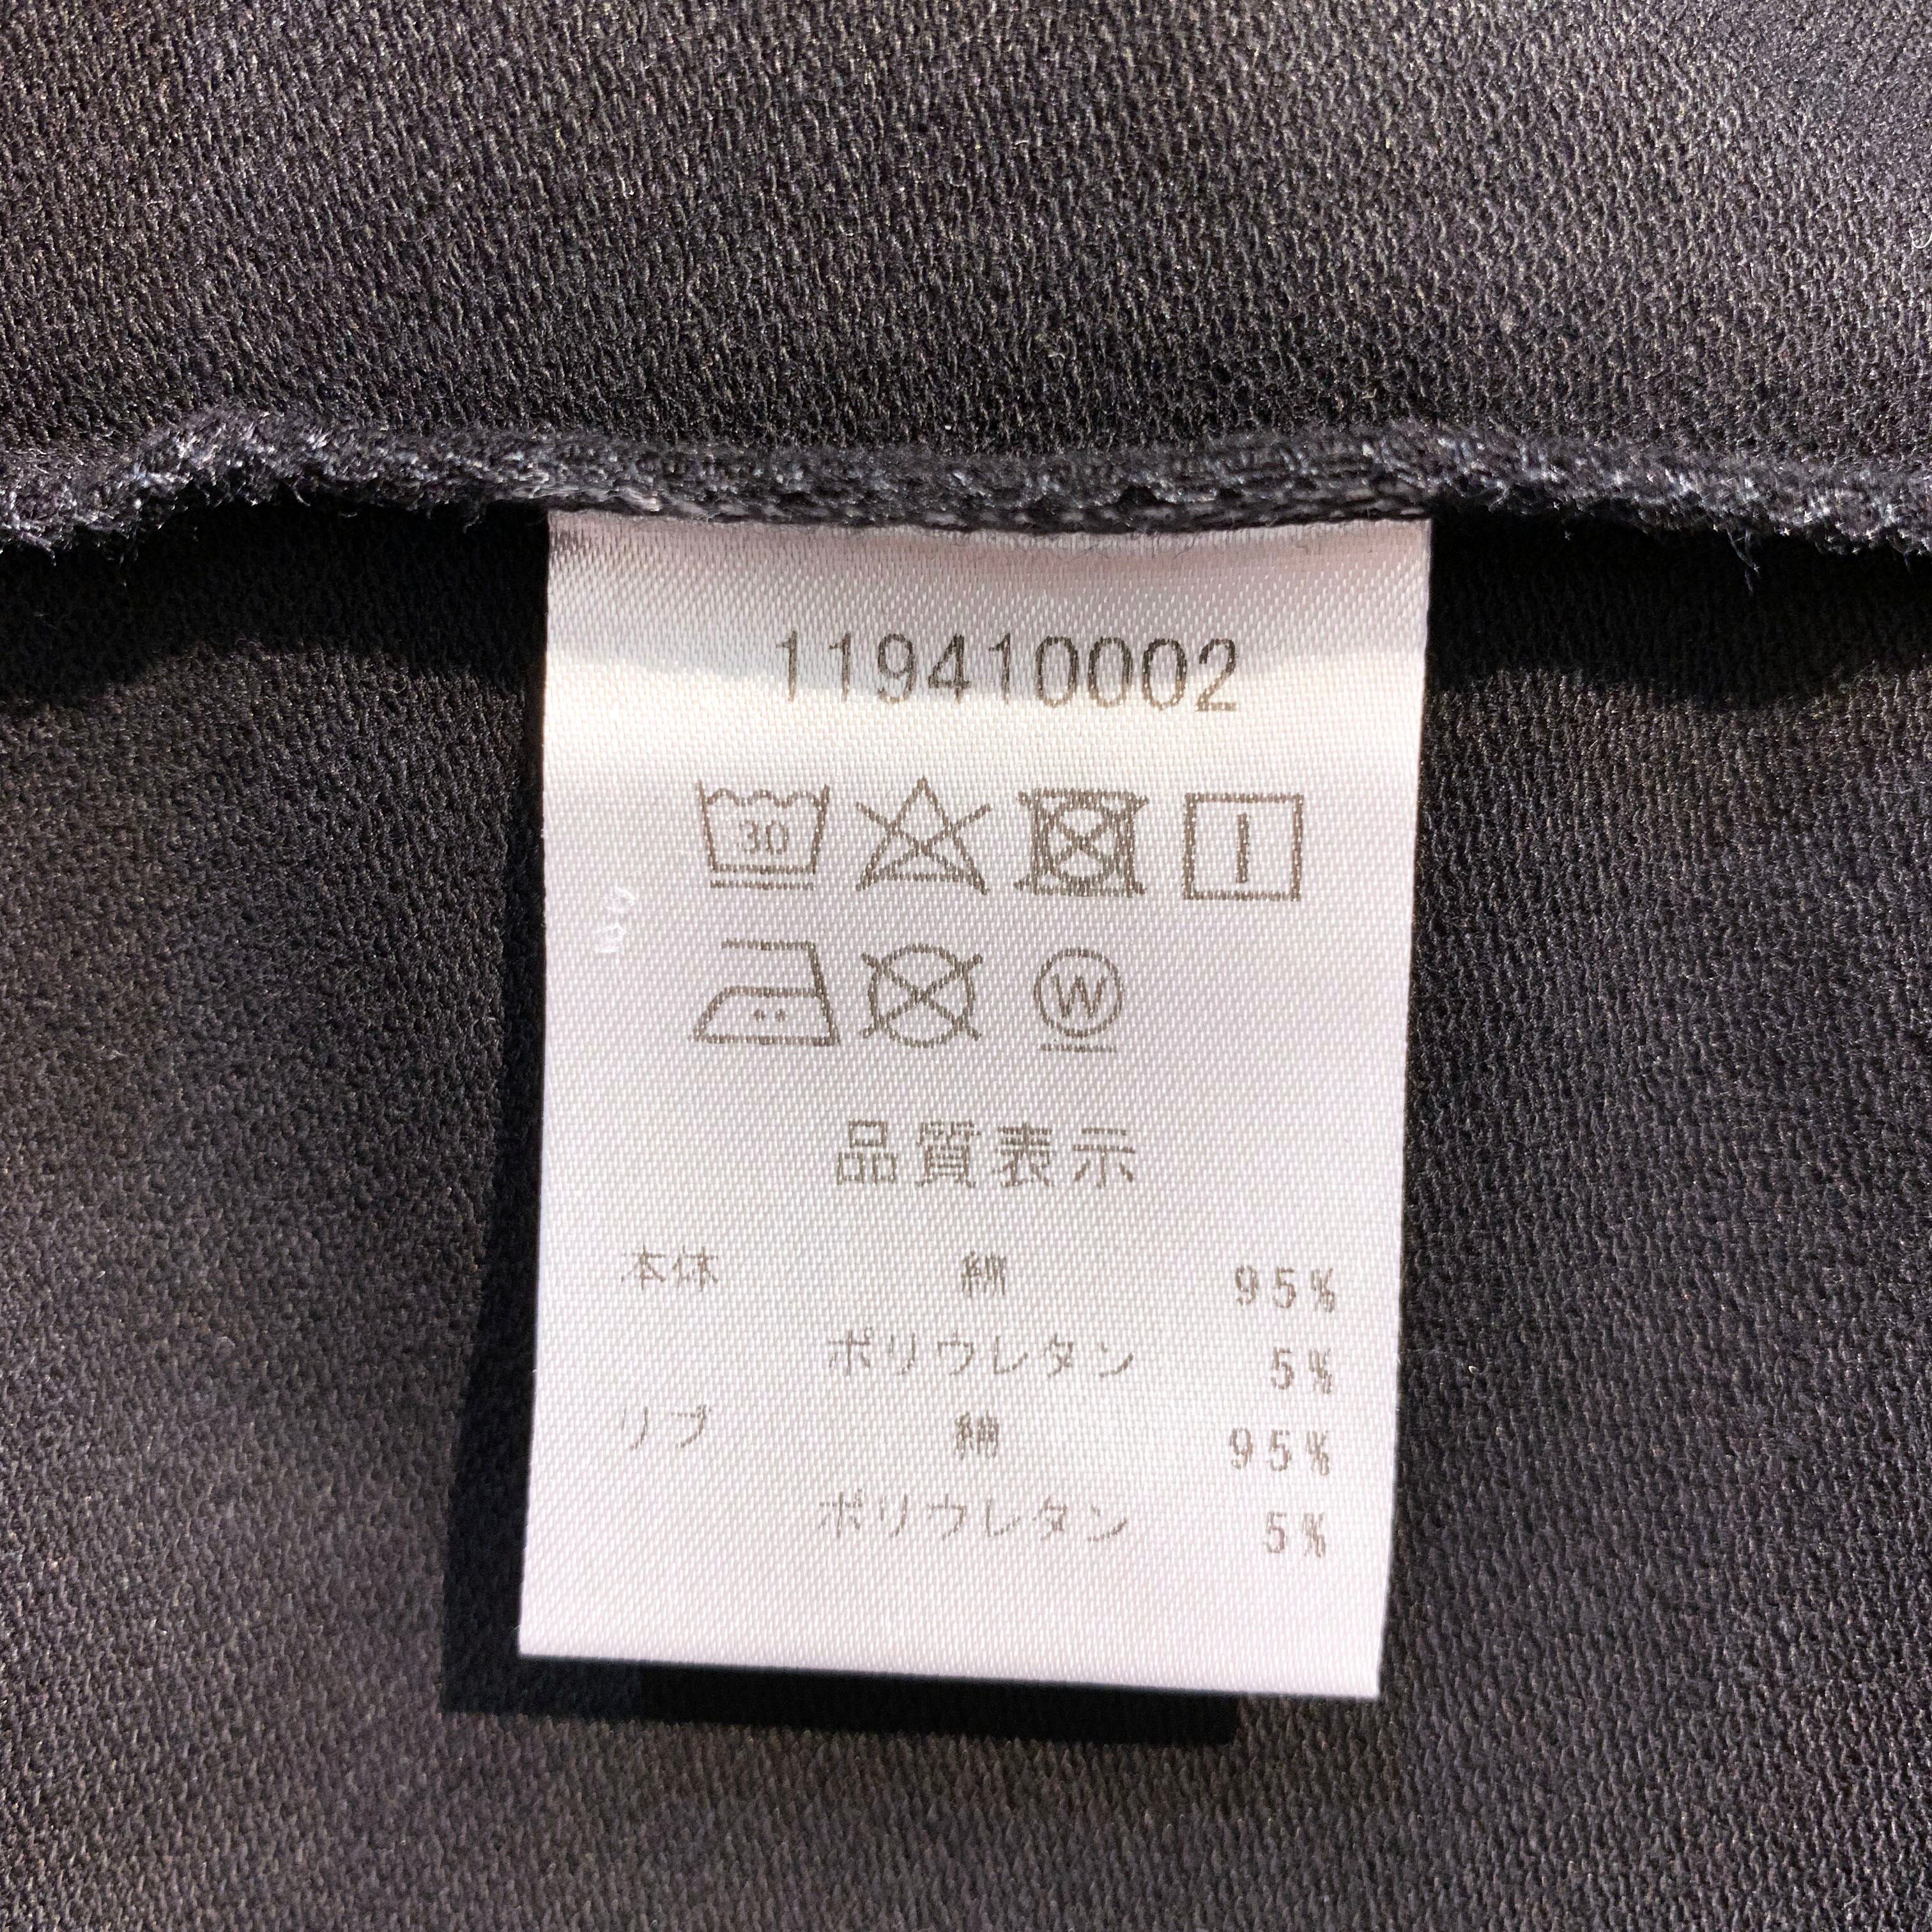 119410002
30
W
品質表示
本体 綿 95%
ポリウレタン 5%
リブ 綿 95%
ポリウレタン 5%